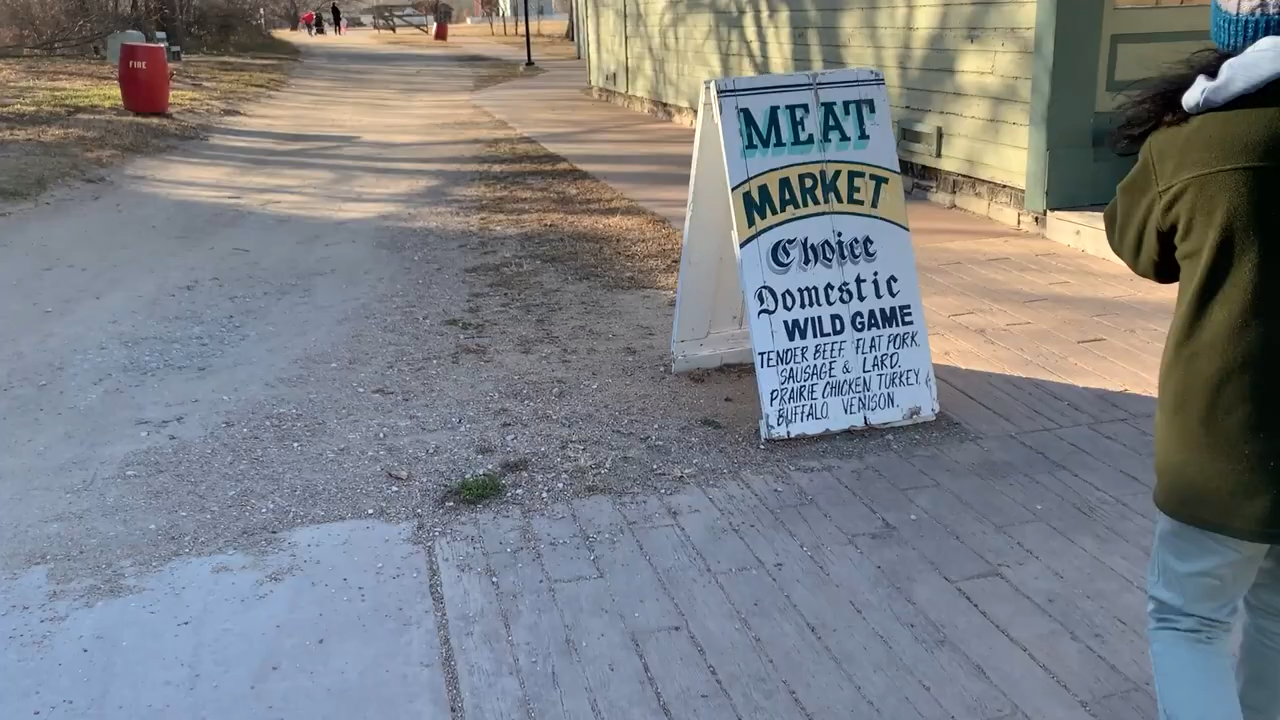 FIRE
MEAT
MARKET
Choice
Domestic
WILD GAME
TENDER BEEF, FLAT PORK,
SAUSAGE & LARD,
PRAIRIE CHICKEN, TURKEY,
BUFFALO, VENISON.